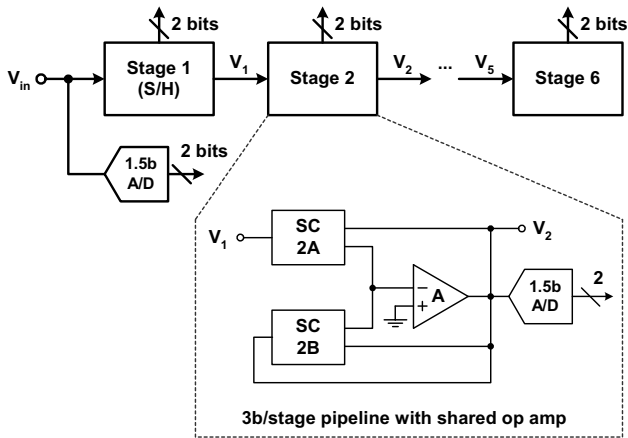 2 bits
2 bits
2 bits
Vin
Stage 1
(S/H)
V1
Stage 2
V2
...
V5
Stage 6
1.5b
A/D
2 bits
V1
SC
2A
V2
A
−
+
1.5b
A/D
2
SC
2B
3b/stage pipeline with shared op amp